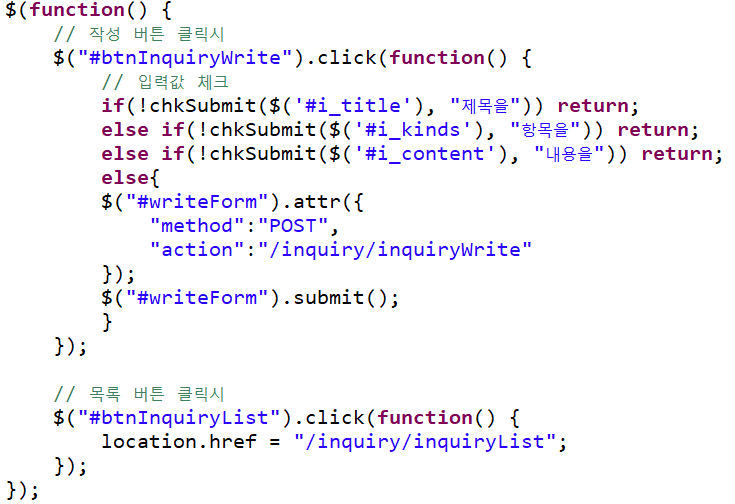 $(function() {
    // 작성 버튼 클릭시
    $("#btnInquiryWrite").click(function() {
        // 입력값 체크
        if(!chkSubmit($('#i_title'), "제목을")) return;
        else if(!chkSubmit($('#i_kinds'), "항목을")) return;
        else if(!chkSubmit($('#i_content'), "내용을")) return;
        else{
        $("#writeForm").attr({
            "method":"POST",
            "action":"/inquiry/inquiryWrite"
        });
        $("#writeForm").submit();
        }
    });

    // 목록 버튼 클릭시
    $("#btnInquiryList").click(function() {
        location.href = "/inquiry/inquiryList";
    });
});